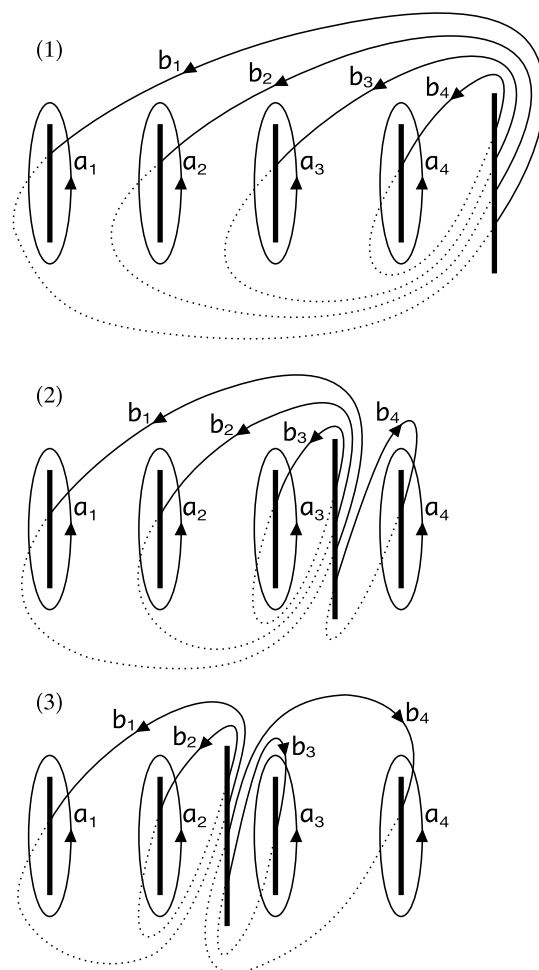 (1)
b₁
b₂
b₃
b₄
a₁
a₂
a₃
a₄
(2)
b₁
b₂
b₃
b₄
a₁
a₂
a₃
a₄
(3)
b₁
b₂
b₃
b₄
a₁
a₂
a₃
a₄